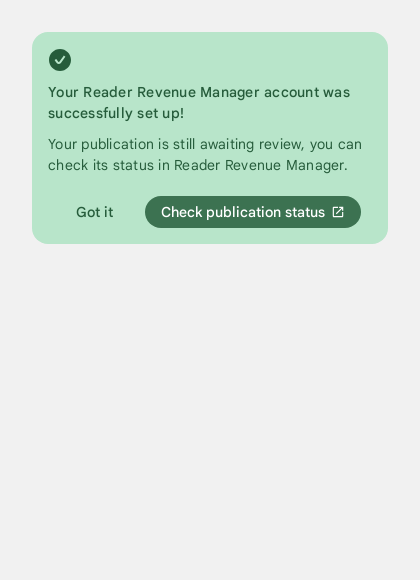 Your Reader Revenue Manager account was
successfully set up!
Your publication is still awaiting review, you can
check its status in Reader Revenue Manager.
Got it
Check publication status